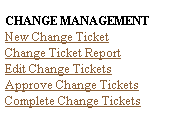 CHANGE MANAGEMENT
New Change Ticket
Change Ticket Report
Edit Change Tickets
Approve Change Tickets
Complete Change Tickets